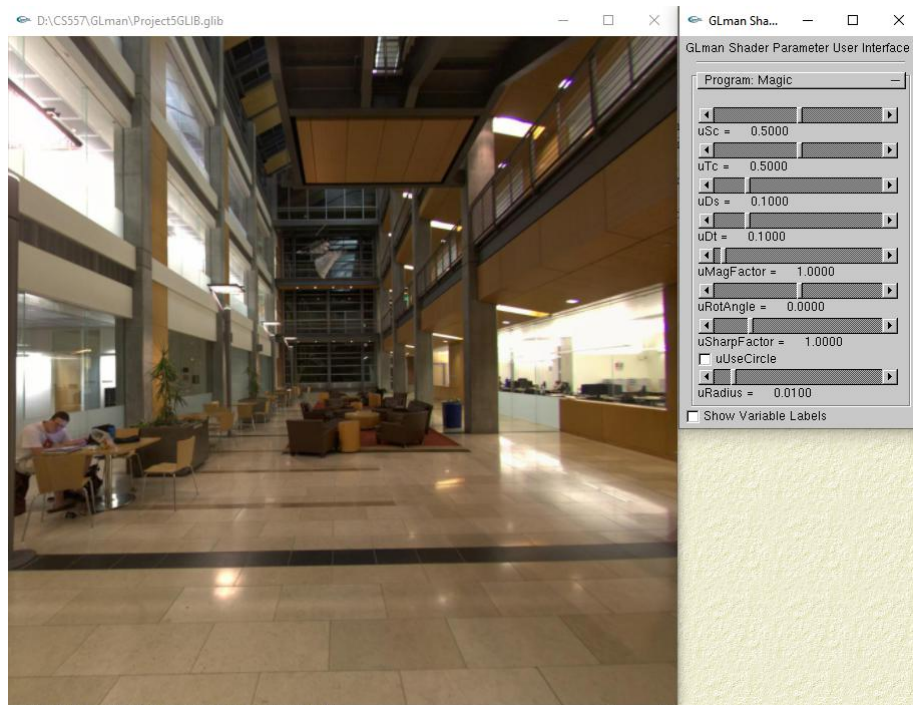 D:\CS557\GLman\Project5GLIB.glib
GLman Sha...
GLman Shader Parameter User Interface
Program: Magic
uSc = 0.5000
uTc = 0.5000
uDs = 0.1000
uDt = 0.1000
uMagFactor = 1.0000
uRotAngle = 0.0000
uSharpFactor = 1.0000
uUseCircle
uRadius = 0.0100
Show Variable Labels